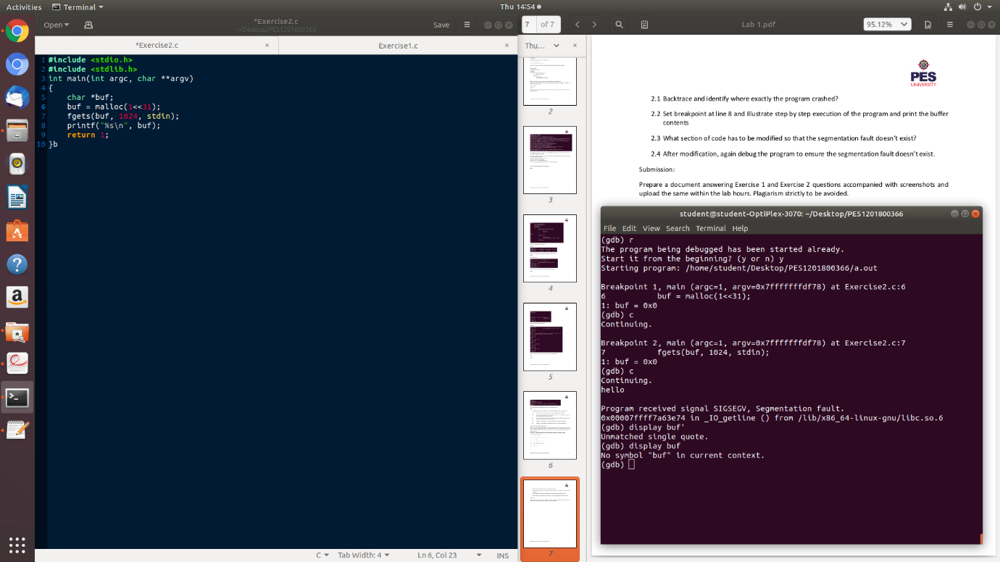 Activities
Terminal
Thu 14:54
Open
*Exercise2.c
~/Desktop/PES1201800366
Save
7 of 7
Lab 1.pdf
95.12%
*Exercise2.c ×
Exercise1.c ×
Thu... ×
1 #include <stdio.h>
2 #include <stdlib.h>
3 int main(int argc, char **argv)
4 {
5 char *buf;
6 buf = malloc(1<<31);
7 fgets(buf, 1024, stdin);
8 printf("%s\n", buf);
9 return 1;
10 }b
C
Tab Width: 4
Ln 6, Col 23
INS
2
3
4
5
6
7
PES
UNIVERSITY
2.1 Backtrace and identify where exactly the program crashed?
2.2 Set breakpoint at line 8 and Illustrate step by step execution of the program and print the buffer
contents
2.3 What section of code has to be modified so that the segmentation fault doesn't exist?
2.4 After modification, again debug the program to ensure the segmentation fault doesn't exist.
Submission:
Prepare a document answering Exercise 1 and Exercise 2 questions accompanied with screenshots and
upload the same within the lab hours. Plagiarism strictly to be avoided.
student@student-OptiPlex-3070: ~/Desktop/PES1201800366
File Edit View Search Terminal Help
(gdb) r
The program being debugged has been started already.
Start it from the beginning? (y or n) y
Starting program: /home/student/Desktop/PES1201800366/a.out
Breakpoint 1, main (argc=1, argv=0x7fffffffdf78) at Exercise2.c:6
6 buf = malloc(1<<31);
1: buf = 0x0
(gdb) c
Continuing.
Breakpoint 2, main (argc=1, argv=0x7fffffffdf78) at Exercise2.c:7
7 fgets(buf, 1024, stdin);
1: buf = 0x0
(gdb) c
Continuing.
hello
Program received signal SIGSEGV, Segmentation fault.
0x00007ffff7a63e74 in _IO_getline () from /lib/x86_64-linux-gnu/libc.so.6
(gdb) display buf'
Unmatched single quote.
(gdb) display buf
No symbol "buf" in current context.
(gdb)